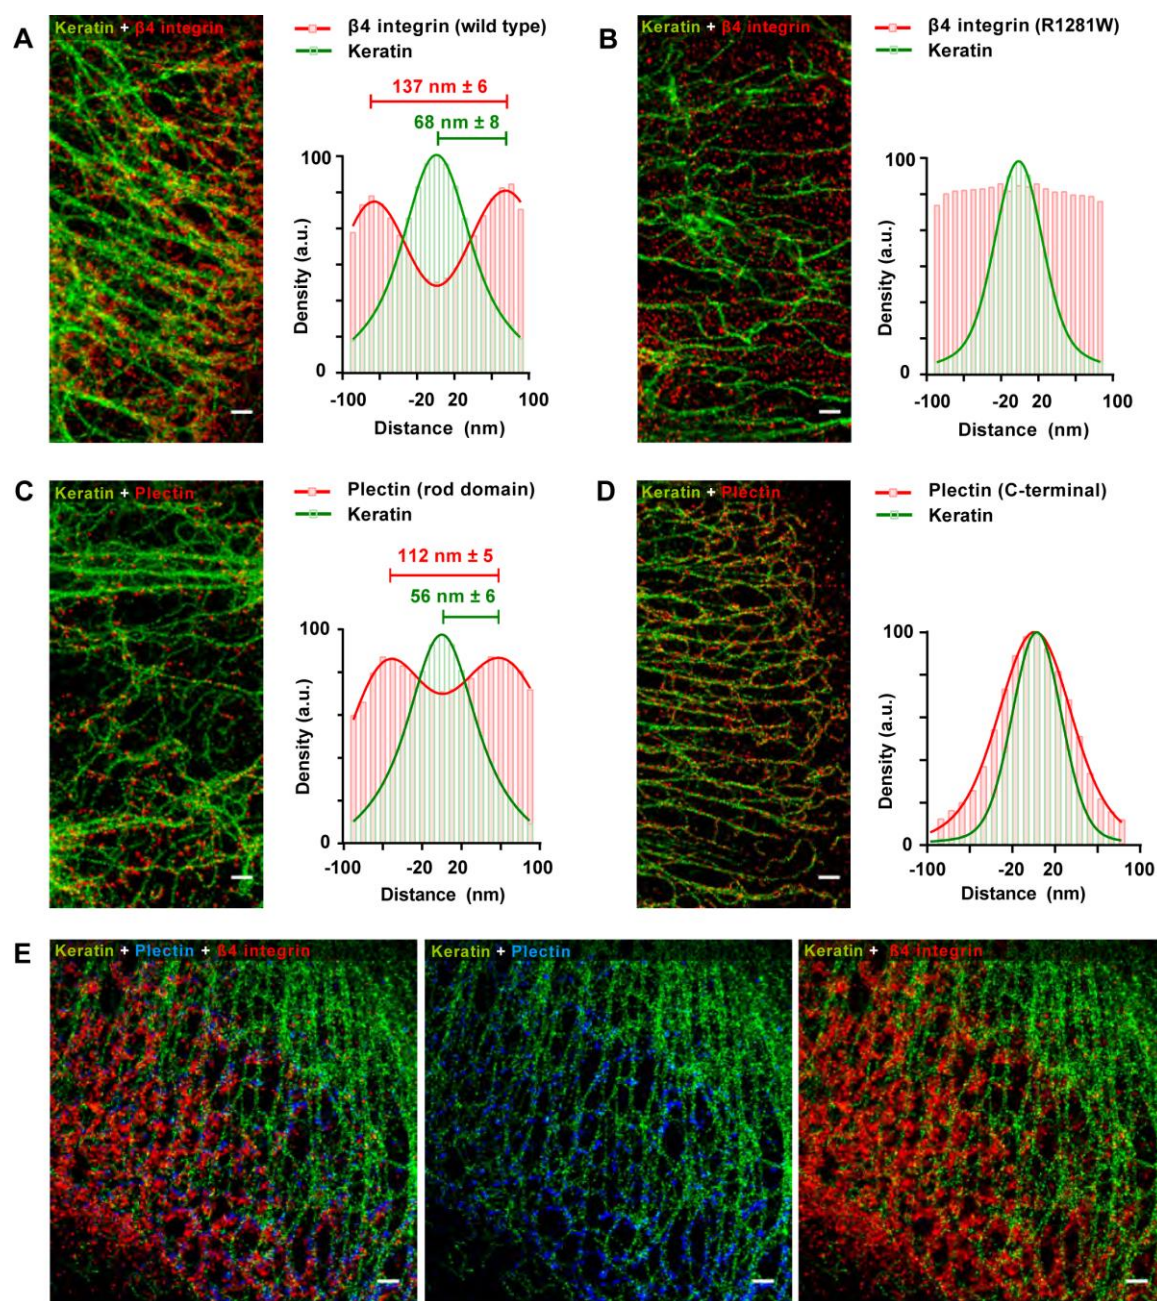 A
Keratin + β4 integrin
β4 integrin (wild type)
Keratin
137 nm ± 6
68 nm ± 8
100
Density (a.u.)
0
-100 -20 20 100
Distance (nm)
B
Keratin + β4 integrin
β4 integrin (R1281W)
Keratin
100
Density (a.u.)
0
-100 -20 20 100
Distance (nm)
C
Keratin + Plectin
Plectin (rod domain)
Keratin
112 nm ± 5
56 nm ± 6
100
Density (a.u.)
0
-100 -20 20 100
Distance (nm)
D
Keratin + Plectin
Plectin (C-terminal)
Keratin
100
Density (a.u.)
0
-100 -20 20 100
Distance (nm)
E
Keratin + Plectin + ß4 integrin
Keratin + Plectin
Keratin + ß4 integrin